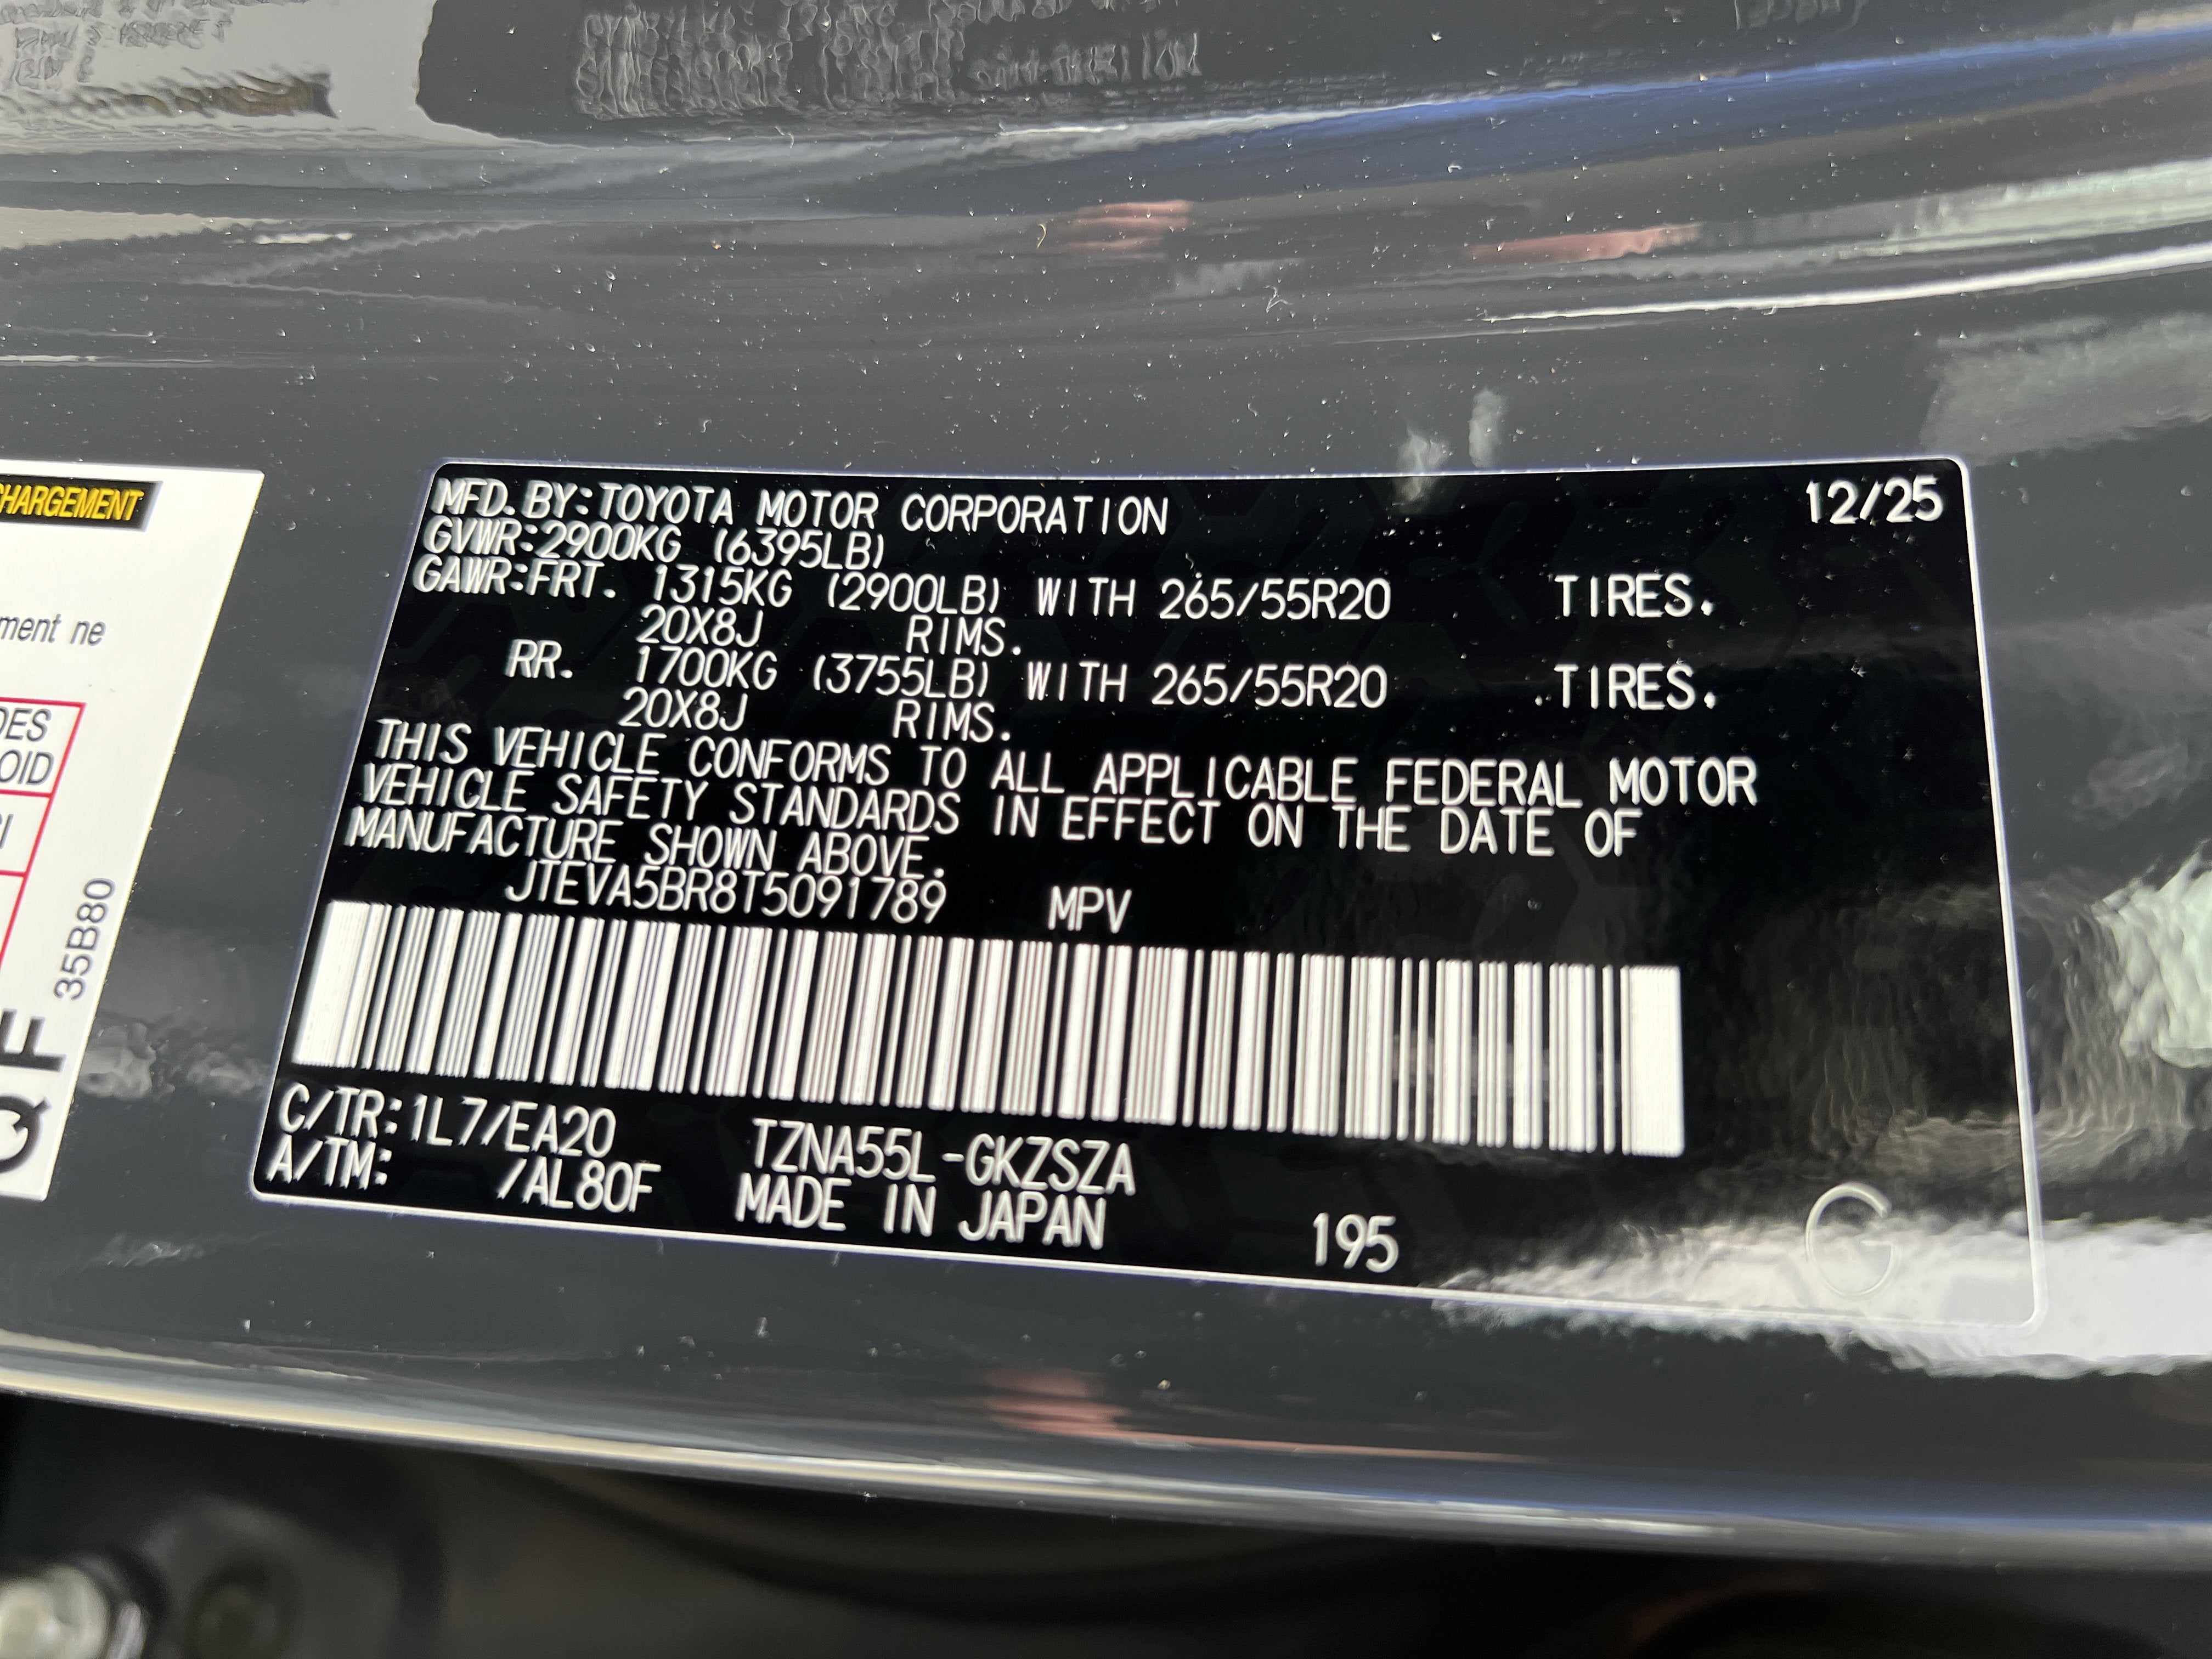 HARGEMENT
ment ne
DES
OID
35B80
QF
MFD.BY:TOYOTA MOTOR CORPORATION 12/25
GVWR:2900KG (6395LB)
GAWR:FRT. 1315KG (2900LB) WITH 265/55R20 TIRES.
20X8J RIMS.
RR. 1700KG (3755LB) WITH 265/55R20 TIRES.
20X8J RIMS.
THIS VEHICLE CONFORMS TO ALL APPLICABLE FEDERAL MOTOR
VEHICLE SAFETY STANDARDS IN EFFECT ON THE DATE OF
MANUFACTURE SHOWN ABOVE.
JTEVA5BR8T5091789 MPV
C/TR:1L7/EA20 TZNA55L-GKZSZA
A/TM: /AL80F MADE IN JAPAN 195
G